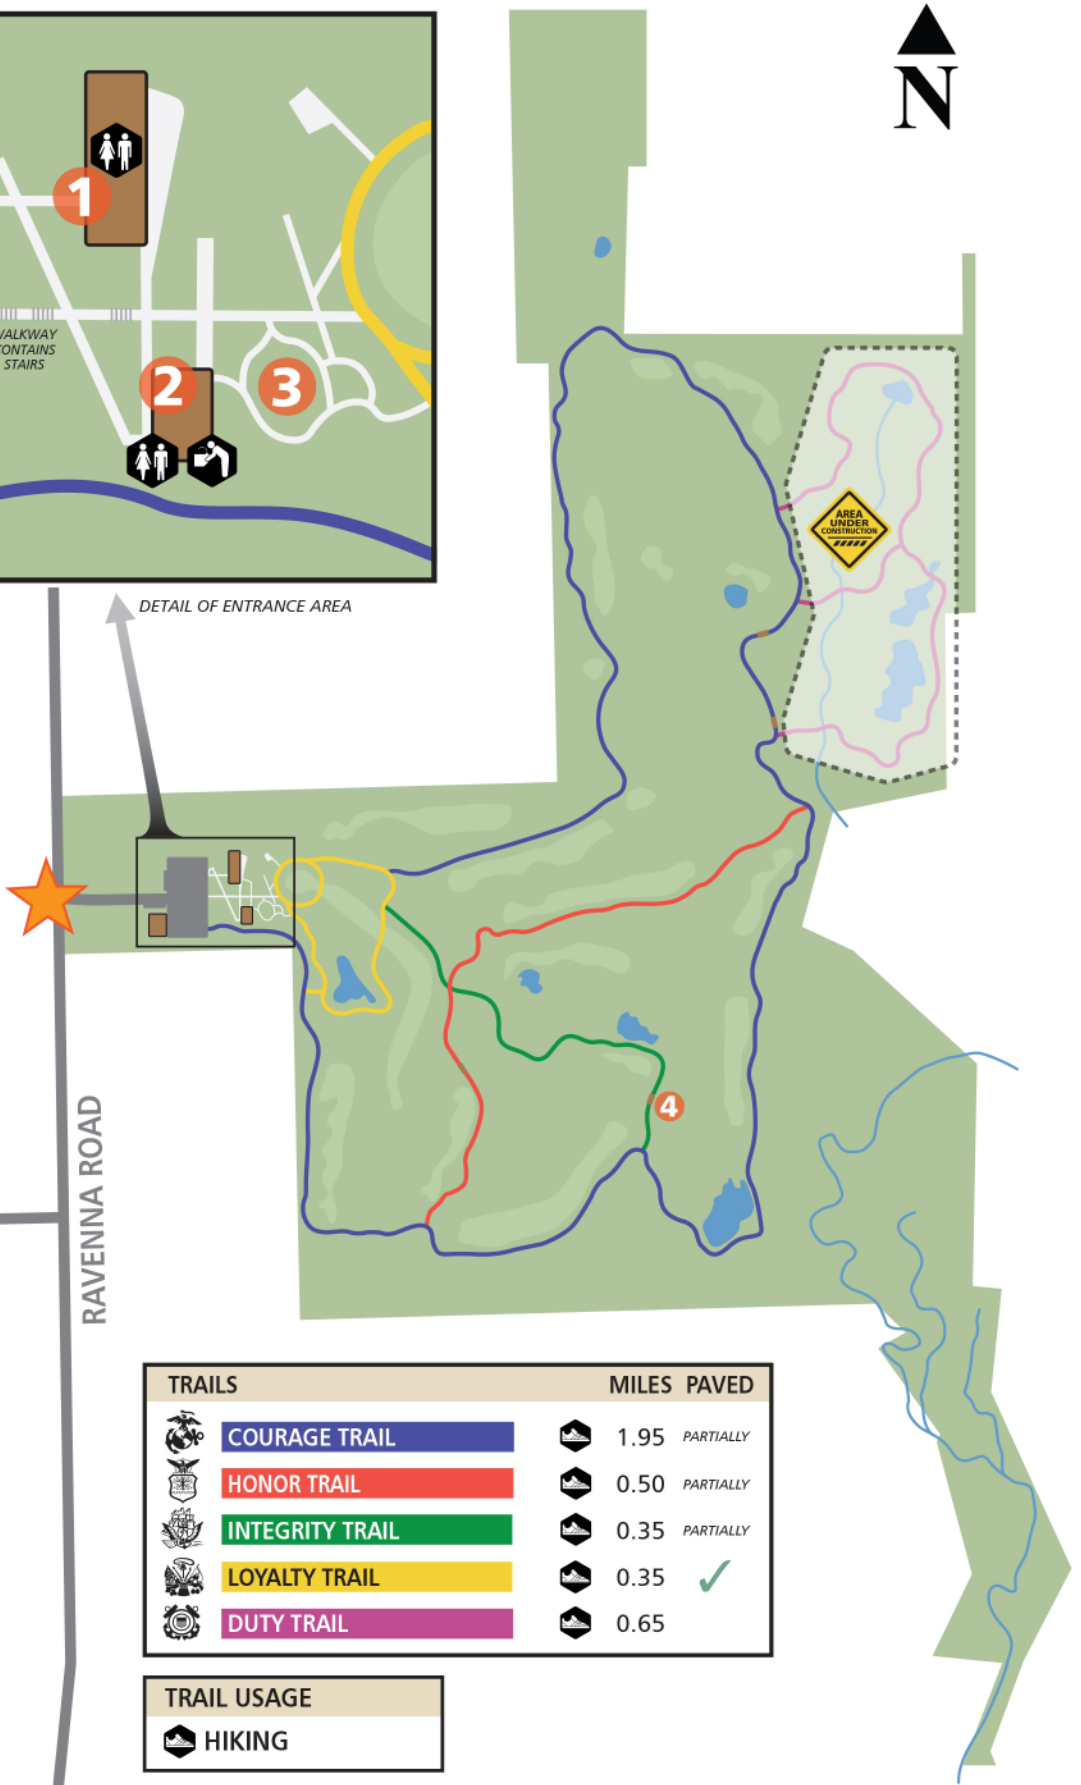 N
1
2
3
ALKWAY
ONTAINS
STAIRS
AREA
UNDER
CONSTRUCTION
DETAIL OF ENTRANCE AREA
4
RAVENNA ROAD
TRAILS MILES PAVED
COURAGE TRAIL 1.95 PARTIALLY
HONOR TRAIL 0.50 PARTIALLY
INTEGRITY TRAIL 0.35 PARTIALLY
LOYALTY TRAIL 0.35 ✓
DUTY TRAIL 0.65
TRAIL USAGE
HIKING